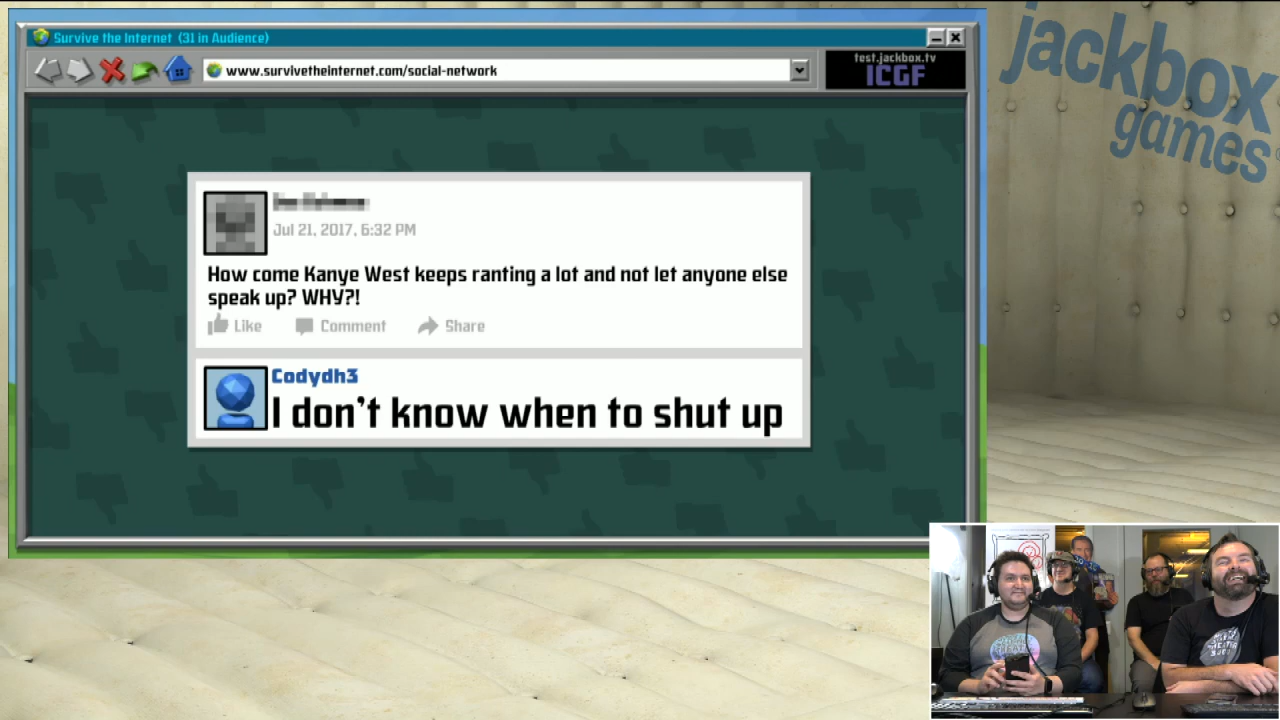 Survive the Internet (31 in Audience)
www.survivetheinternet.com/social-network
test.jackbox.tv
ICGF
jackbox
games
Jul 21, 2017, 6:32 PM
How come Kanye West keeps ranting a lot and not let anyone else
speak up? WHY?!
Like Comment Share
Codydh3
I don't know when to shut up